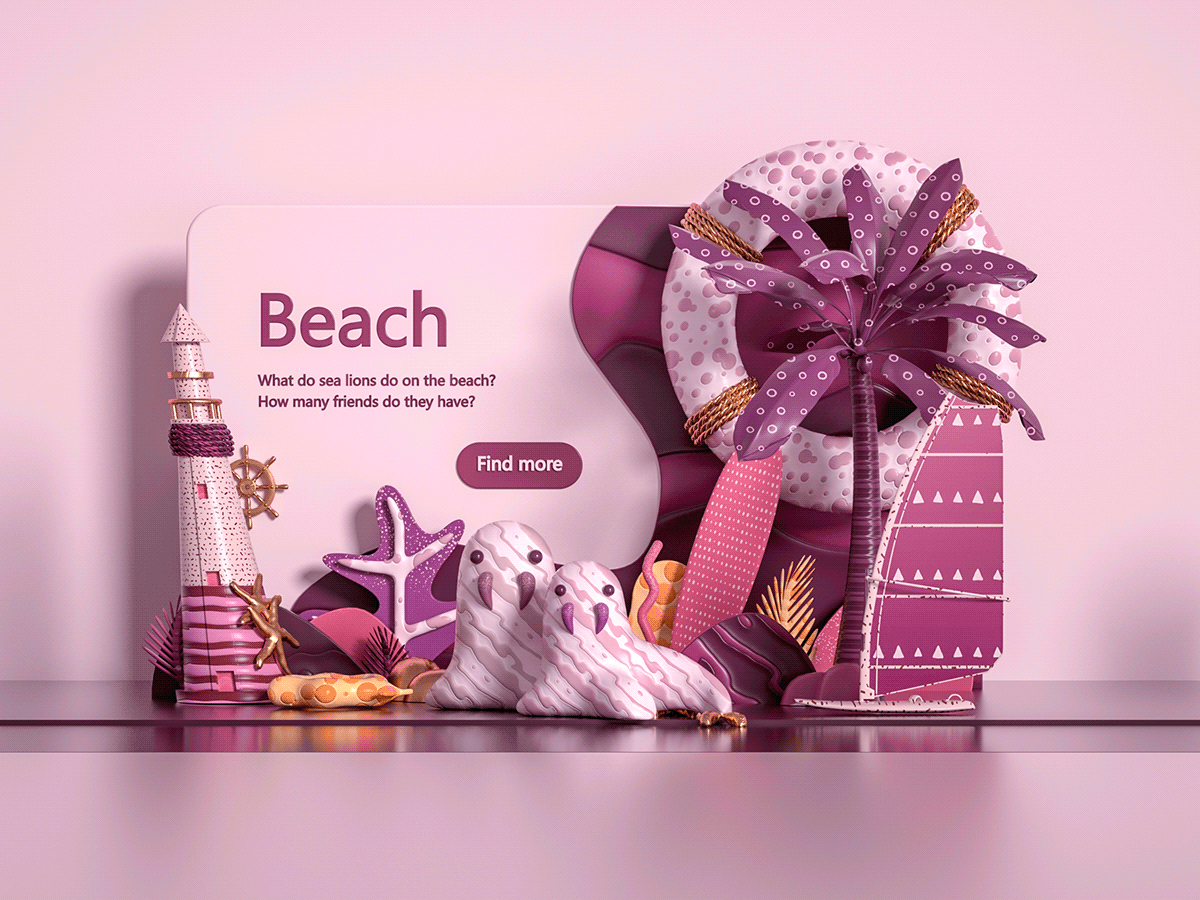 Beach
What do sea lions do on the beach?
How many friends do they have?
Find more